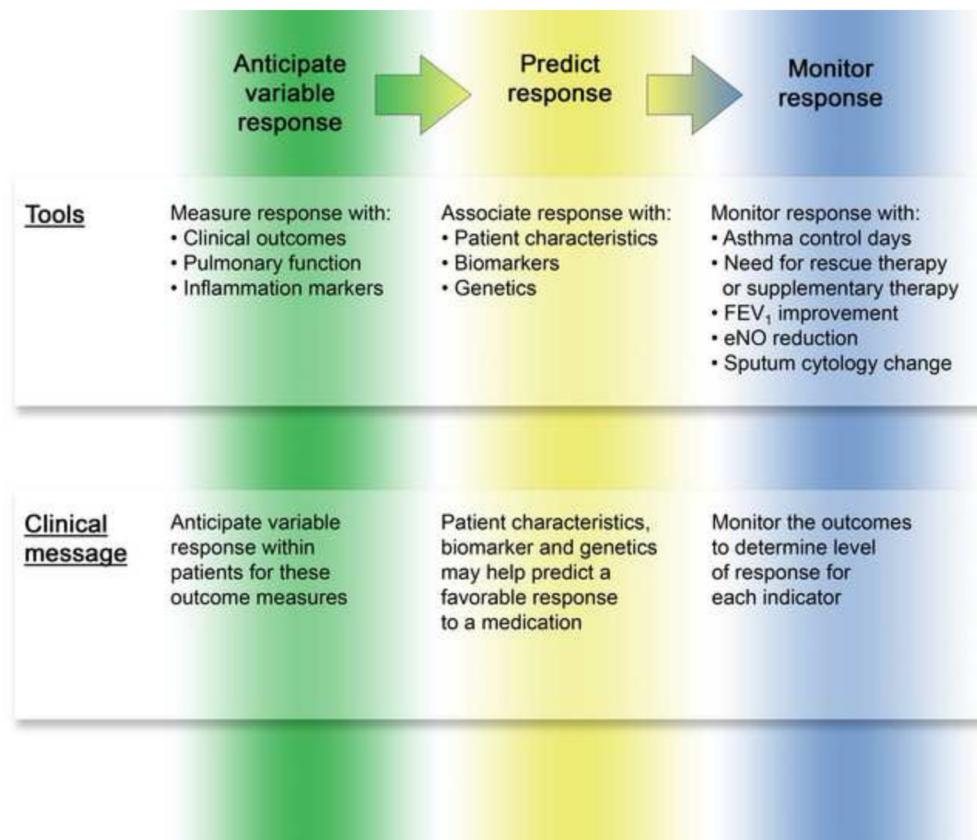 Anticipate
variable
response
Predict
response
Monitor
response
Tools
Measure response with:
• Clinical outcomes
• Pulmonary function
• Inflammation markers
Associate response with:
• Patient characteristics
• Biomarkers
• Genetics
Monitor response with:
• Asthma control days
• Need for rescue therapy
or supplementary therapy
• FEV₁ improvement
• eNO reduction
• Sputum cytology change
Clinical
message
Anticipate variable
response within
patients for these
outcome measures
Patient characteristics,
biomarker and genetics
may help predict a
favorable response
to a medication
Monitor the outcomes
to determine level
of response for
each indicator